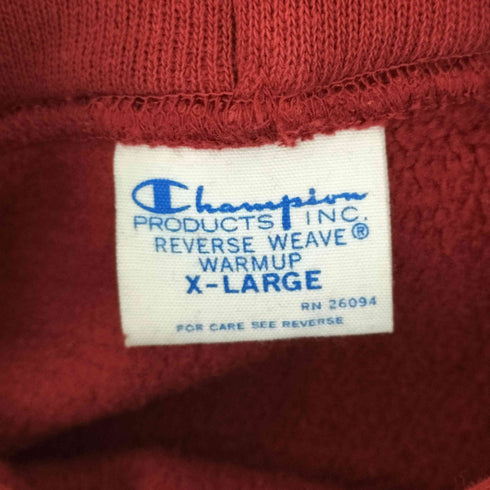 Champion
PRODUCTS INC.
REVERSE WEAVE®
WARMUP
X-LARGE
RN 26094
FOR CARE SEE REVERSE